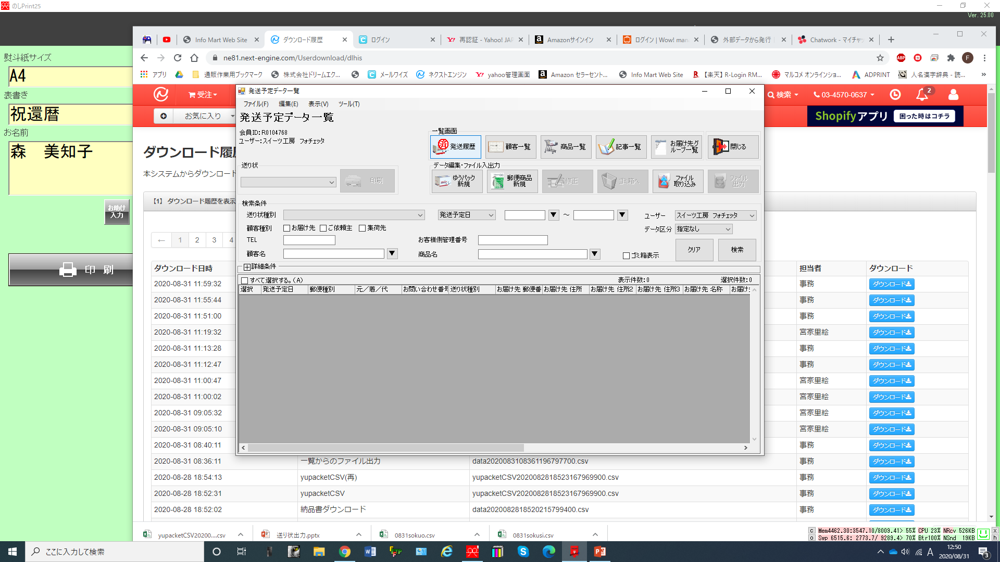 のしPrint25
Ver. 25.00
熨斗紙サイズ
A4
表書き
祝還暦
お名前
森　美知子
お助け
入力
印 刷
Info Mart Web Site
ダウンロード履歴
ログイン
再認証 - Yahoo! JAP
Amazonサインイン
ログイン | Wow! man
外部データから発行
Chatwork - マイチャ
ne81.next-engine.com/Userdownload/dlhis
アプリ
通販作業用ブックマーク
株式会社ドリームエク...
メールワイズ
ネクストエンジン
yahoo管理画面
Amazon セラーセント...
Info Mart Web Site
【楽天】R-Login RM...
マルコメ オンラインショ...
ADPRINT
人名漢字辞典 - 読...
受注
検索
03-4570-0637
2
お気に入り
Shopifyアプリ 困った時はコチラ
ダウンロード履歴
本システムからダウンロード
【1】 ダウンロード履歴を表示
← 1 2 3 4
発送予定データ一覧
ファイル(F) 編集(E) 表示(V) ツール(T)
発送予定データ一覧
会員ID:R0104768
ユーザー:スイーツ工房 フォチェッタ
一覧画面
発送履歴
顧客一覧
商品一覧
記事一覧
お届け先グ
ループ一覧
閉じる
送り状
印刷
データ編集・ファイル入出力
ゆうパック
新規
郵便商品
新規
修正
ゴミ箱へ
ファイル
取り込み
ファイル
出力
検索条件
送り状種別
発送予定日
～
ユーザー
スイーツ工房 フォチェッタ
顧客種別
お届け先
ご依頼主
集荷先
データ区分
指定なし
TEL
お客様側管理番号
顧客名
商品名
ゴミ箱表示
クリア
検索
詳細条件
すべて選択する。(A)
表示件数:0
選択件数:0
選択 発送予定日 郵便種別 元／着／代 お問い合わせ番号 送り状種別 お届け先 郵便番 お届け先 住所 お届け先 住所2 お届け先 住所3 お届け先 名称
ダウンロード日時 担当者 ダウンロード
2020-08-31 11:59:32 事務 ダウンロード
2020-08-31 11:55:44 事務 ダウンロード
2020-08-31 11:51:00 事務 ダウンロード
2020-08-31 11:19:32 宮家里絵 ダウンロード
2020-08-31 11:13:28 事務 ダウンロード
2020-08-31 11:12:47 事務 ダウンロード
2020-08-31 11:00:47 宮家里絵 ダウンロード
2020-08-31 11:00:02 宮家里絵 ダウンロード
2020-08-31 09:05:32 宮家里絵 ダウンロード
2020-08-31 09:05:10 宮家里絵 ダウンロード
2020-08-31 08:40:11 事務 ダウンロード
2020-08-31 08:36:11 一覧からのファイル出力 data2020083108361196797700.csv 事務 ダウンロード
2020-08-28 18:54:13 yupacketCSV(再) yupacketCSV2020082818523167969900.csv 事務 ダウンロード
2020-08-28 18:52:31 yupacketCSV yupacketCSV2020082818523167969900.csv 事務 ダウンロード
2020-08-28 18:52:02 納品書ダウンロード data2020082818520215799400.csv 事務 ダウンロード
yupacketCSV20200....csv
送り状出力.pptx
0831sokuo.csv
0831sokusi.csv
Mem4462.30:3547.10/8009.41> 55% CPU 23% NRcv 526KB
Swp 6515.6: 2773.7/ 9289.4> 70% Btr100% NSnd 19KB
ここに入力して検索
A
12:50
2020/08/31
3